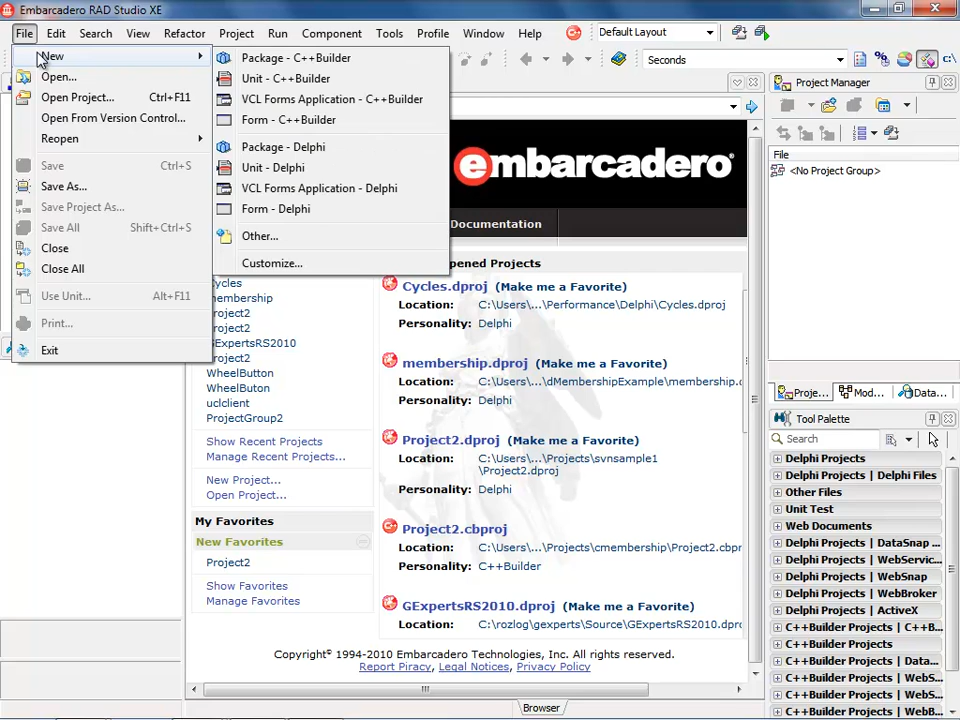 Embarcadero RAD Studio XE
File Edit Search View Refactor Project Run Component Tools Profile Window Help Default Layout
Seconds
New
Open...
Open Project... Ctrl+F11
Open From Version Control...
Reopen
Save Ctrl+S
Save As...
Save Project As...
Save All Shift+Ctrl+S
Close
Close All
Use Unit... Alt+F11
Print...
Exit
Package - C++Builder
Unit - C++Builder
VCL Forms Application - C++Builder
Form - C++Builder
Package - Delphi
Unit - Delphi
VCL Forms Application - Delphi
Form - Delphi
Other...
Customize...
embarcadero
Documentation
pened Projects
Cycles
membership
Project2
Project2
GExpertsRS2010
Project2
WheelButton
WheelButon
uclclient
ProjectGroup2
Show Recent Projects
Manage Recent Projects...
New Project...
Open Project...
My Favorites
New Favorites
Project2
Show Favorites
Manage Favorites
Cycles.dproj (Make me a Favorite)
Location: C:\Users\...\Performance\Delphi\Cycles.dproj
Personality: Delphi
membership.dproj (Make me a Favorite)
Location: C:\Users\...\dMembershipExample\membership.c
Personality: Delphi
Project2.dproj (Make me a Favorite)
Location: C:\Users\...\Projects\svnsample1
\Project2.dproj
Personality: Delphi
Project2.cbproj
Location: C:\Users\...\Projects\cmembership\Project2.cbpr
Personality: C++Builder
GExpertsRS2010.dproj (Make me a Favorite)
Location: C:\rozlog\gexperts\Source\GExpertsRS2010.dpro
Copyright© 1994-2010 Embarcadero Technologies, Inc. All rights reserved.
Report Piracy, Legal Notices, Privacy Policy
Browser
Project Manager
File
<No Project Group>
Proje... Mod... Data...
Tool Palette
Search
Delphi Projects
Delphi Projects | Delphi Files
Other Files
Unit Test
Web Documents
Delphi Projects | DataSnap ...
Delphi Projects | WebServic...
Delphi Projects | WebSnap
Delphi Projects | WebBroker
Delphi Projects | ActiveX
C++Builder Projects | C++B...
C++Builder Projects
C++Builder Projects | Data...
C++Builder Projects | WebS...
C++Builder Projects | WebS...
C++Builder Projects | WebB...